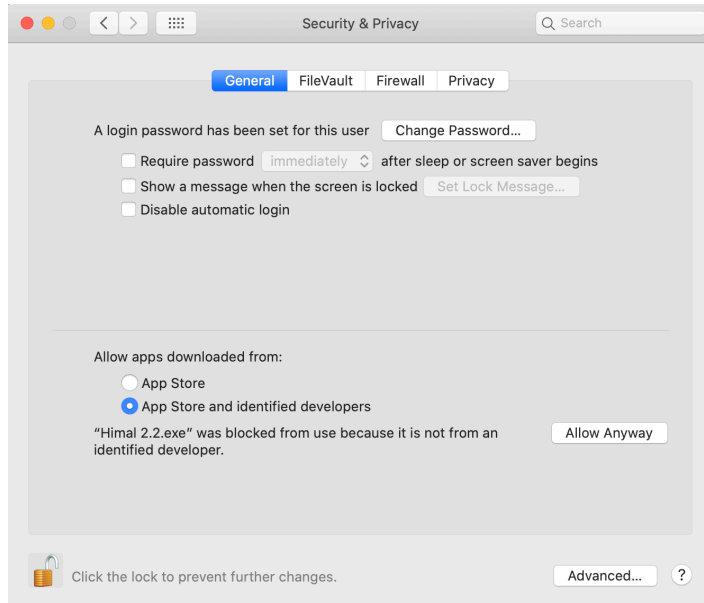 Security & Privacy
Search
General FileVault Firewall Privacy
A login password has been set for this user Change Password...
Require password immediately after sleep or screen saver begins
Show a message when the screen is locked Set Lock Message...
Disable automatic login
Allow apps downloaded from:
App Store
App Store and identified developers
“Himal 2.2.exe” was blocked from use because it is not from an Allow Anyway
identified developer.
Click the lock to prevent further changes. Advanced... ?